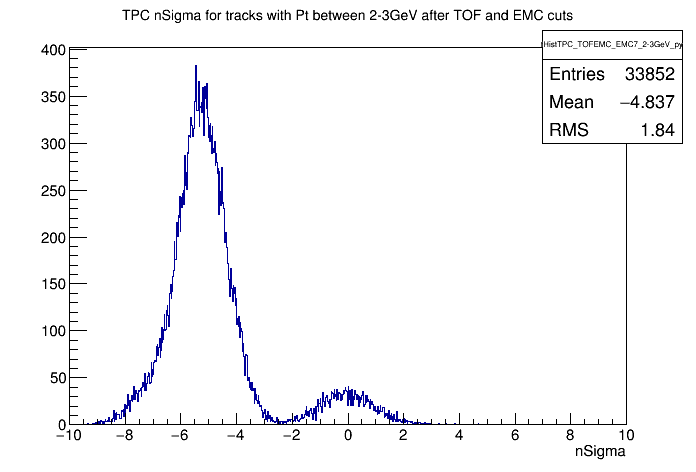 TPC nSigma for tracks with Pt between 2-3GeV after TOF and EMC cuts
HistTPC_TOFEMC_EMC7_2-3GeV_py
Entries 33852
Mean −4.837
RMS 1.84
400
350
300
250
200
150
100
50
0
−10 −8 −6 −4 −2 0 2 4 6 8 10
nSigma